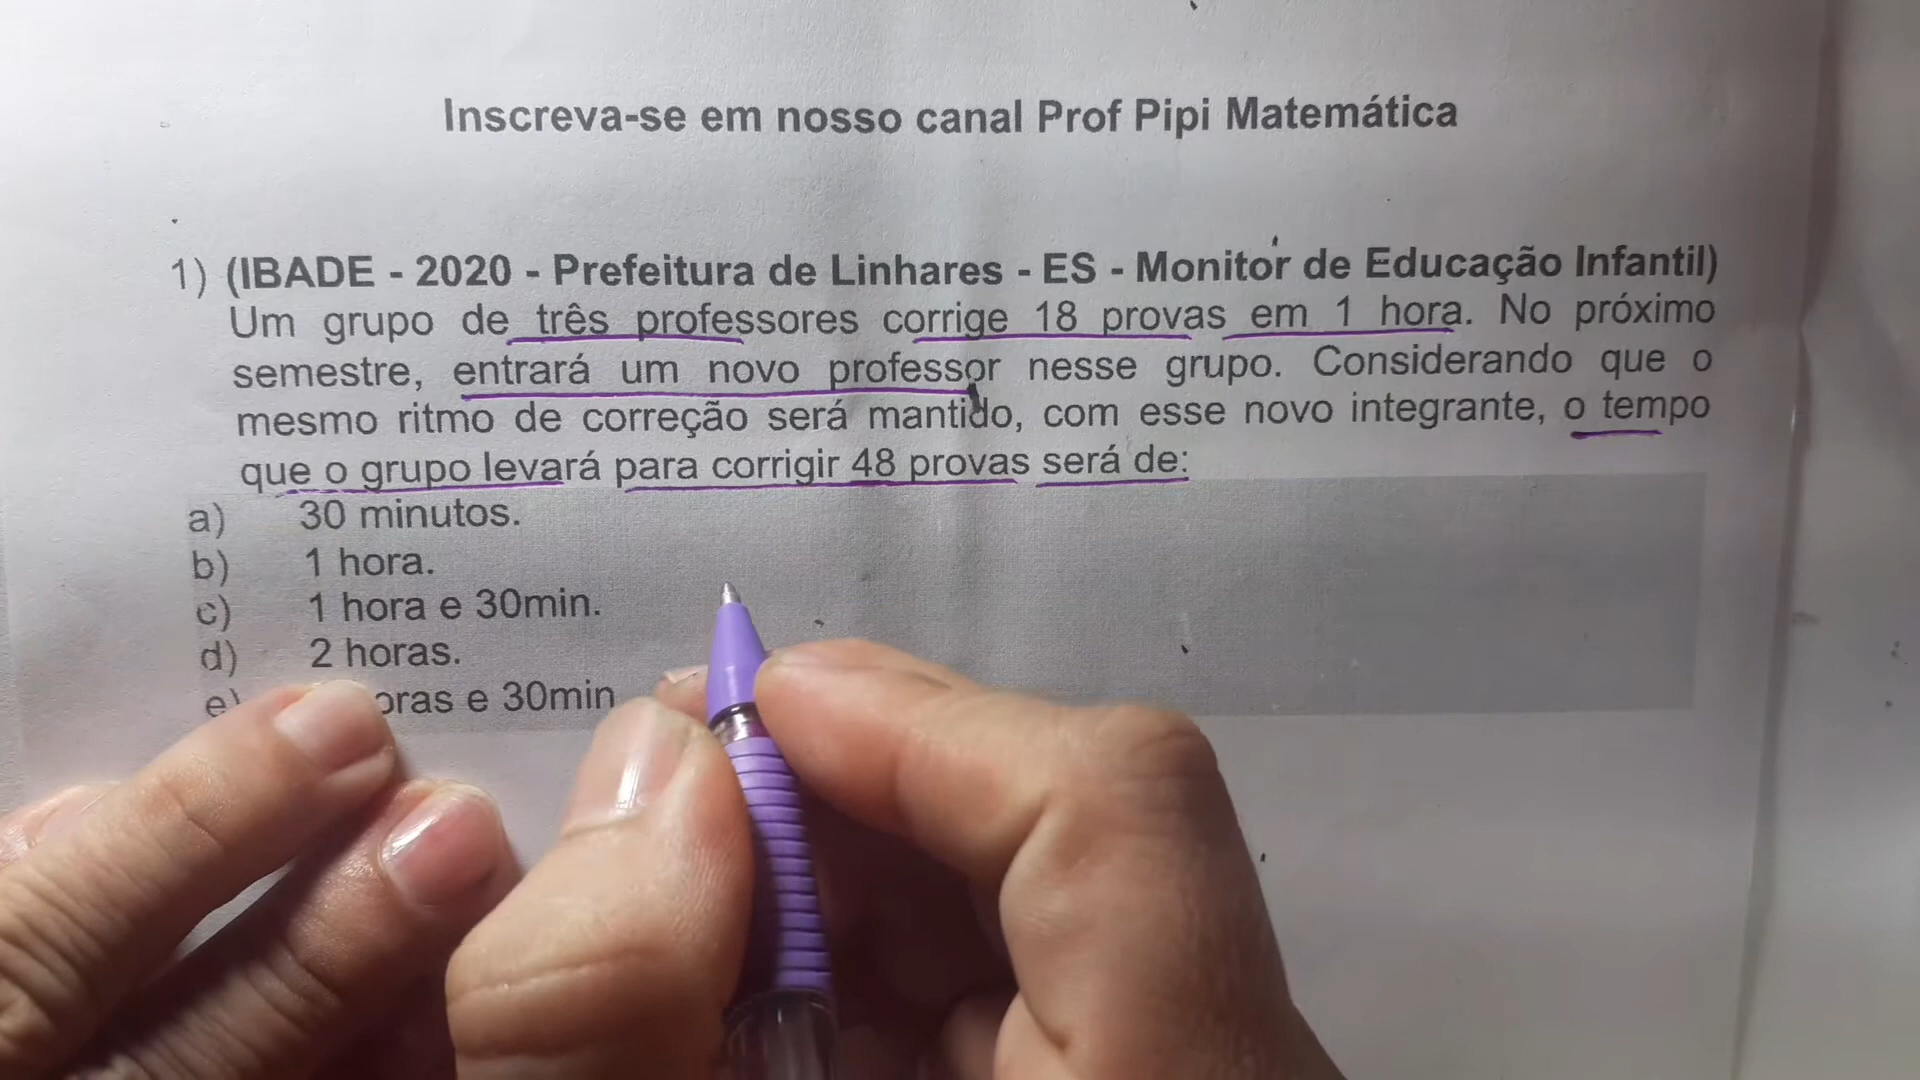 Inscreva-se em nosso canal Prof Pipi Matemática
1) (IBADE - 2020 - Prefeitura de Linhares - ES - Monitor de Educação Infantil)
Um grupo de três professores corrige 18 provas em 1 hora. No próximo
semestre, entrará um novo professor nesse grupo. Considerando que o
mesmo ritmo de correção será mantido, com esse novo integrante, o tempo
que o grupo levará para corrigir 48 provas será de:
a) 30 minutos.
b) 1 hora.
c) 1 hora e 30min.
d) 2 horas.
e) e 30min